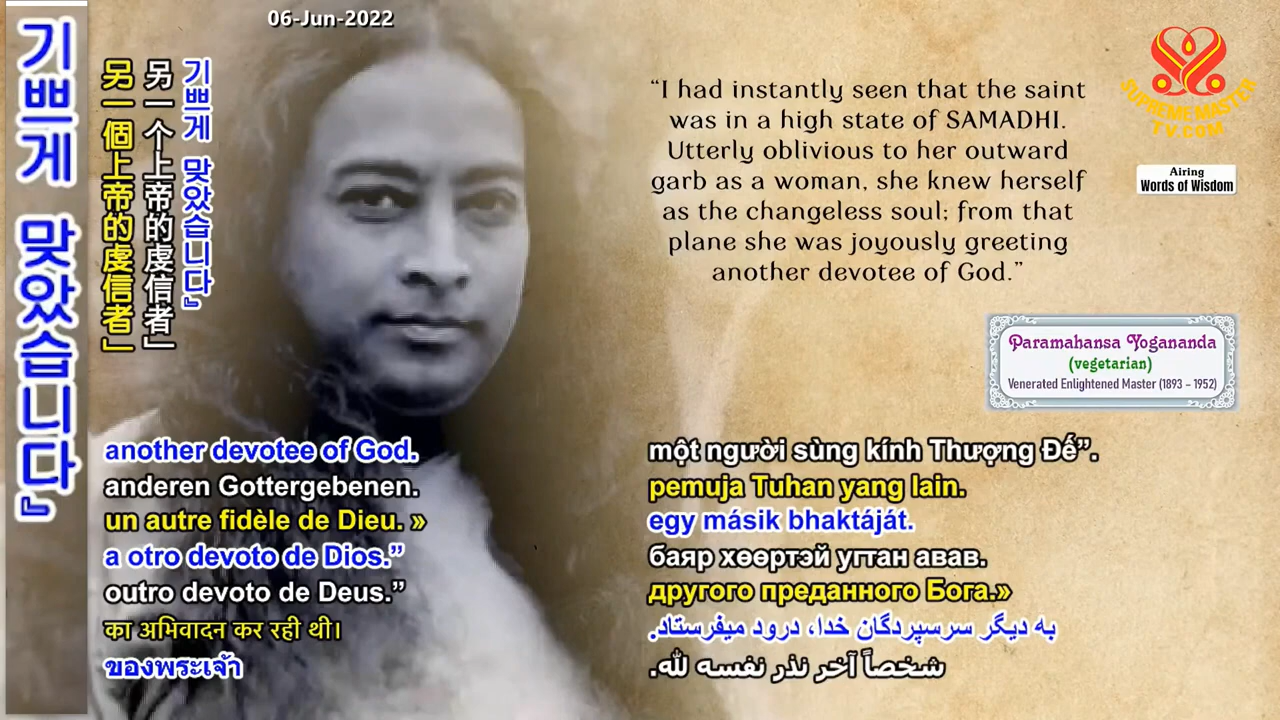 06-Jun-2022
기쁘게 맞았습니다』
另一個上帝的虔信者」
另一个上帝的虔信者」
기쁘게 맞았습니다』
“I had instantly seen that the saint
was in a high state of SAMADHI.
Utterly oblivious to her outward
garb as a woman, she knew herself
as the changeless soul; from that
plane she was joyously greeting
another devotee of God.”
SUPREME MASTER
TV.COM
Airing
Words of Wisdom
Paramahansa Yogananda
(vegetarian)
Venerated Enlightened Master (1893 – 1952)
another devotee of God.
anderen Gottergebenen.
un autre fidèle de Dieu. »
a otro devoto de Dios.”
outro devoto de Deus.”
का अभिवादन कर रही थी।
ของพระเจ้า
một người sùng kính Thượng Đế”.
pemuja Tuhan yang lain.
egy másik bhaktáját.
баяр хөөртэй угтан авав.
другого преданного Бога.»
به دیگر سرسپردگان خدا، درود میفرستاد.
شخصاً آخر نذر نفسه لله.